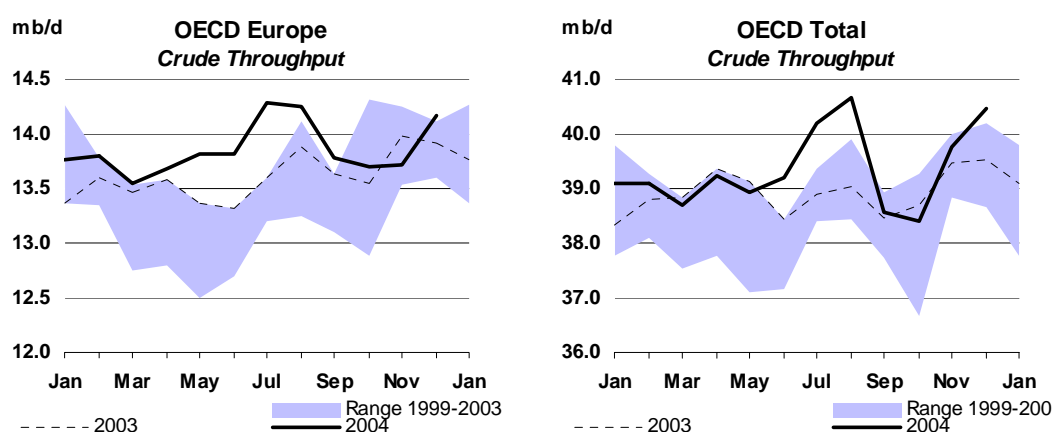 mb/d
OECD Europe
Crude Throughput
14.5
14.0
13.5
13.0
12.5
12.0
Jan Mar May Jul Sep Nov Jan
Range 1999-2003
2003 2004
mb/d
OECD Total
Crude Throughput
41.0
40.0
39.0
38.0
37.0
36.0
Jan Mar May Jul Sep Nov Jan
Range 1999-200
2003 2004